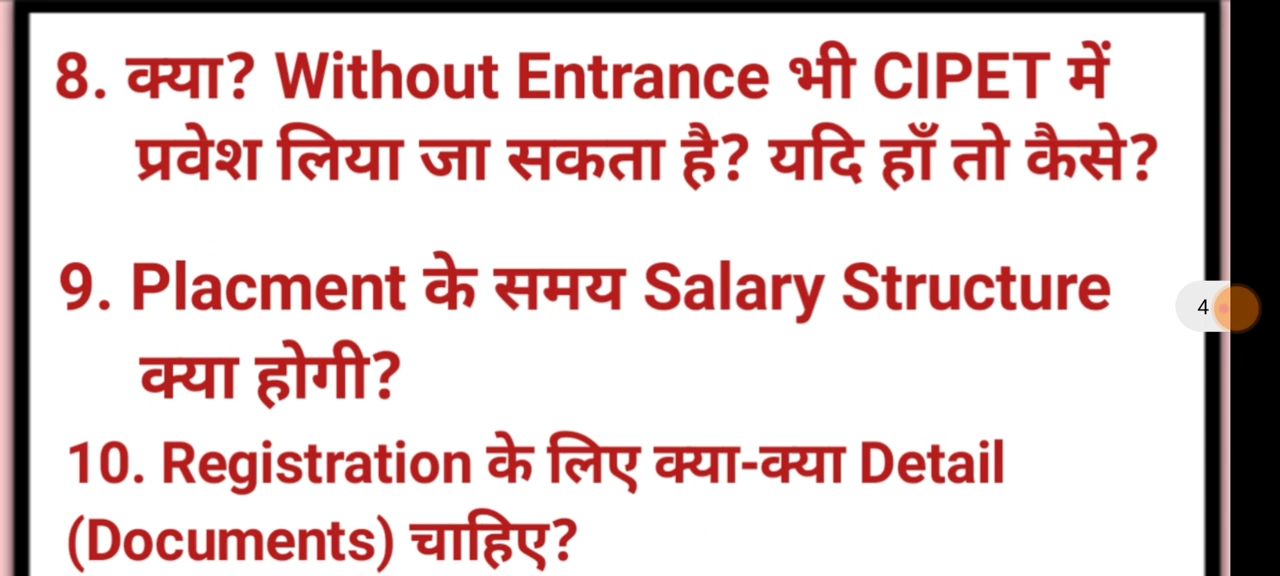 8. क्या? Without Entrance भी CIPET में
प्रवेश लिया जा सकता है? यदि हाँ तो कैसे?
9. Placment के समय Salary Structure
क्या होगी?
4
10. Registration के लिए क्या-क्या Detail
(Documents) चाहिए?